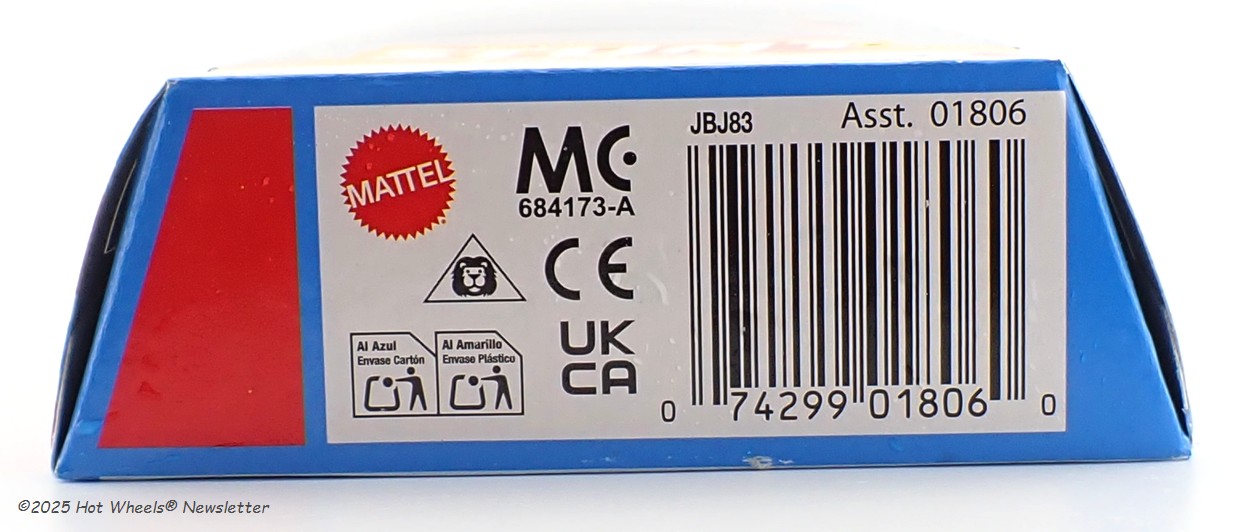 MATTEL
MC
684173-A
CE
UK
CA
Al Azul
Envase Cartón
Al Amarillo
Envase Plástico
JBJ83
Asst. 01806
0 74299 01806 0
©2025 Hot Wheels® Newsletter